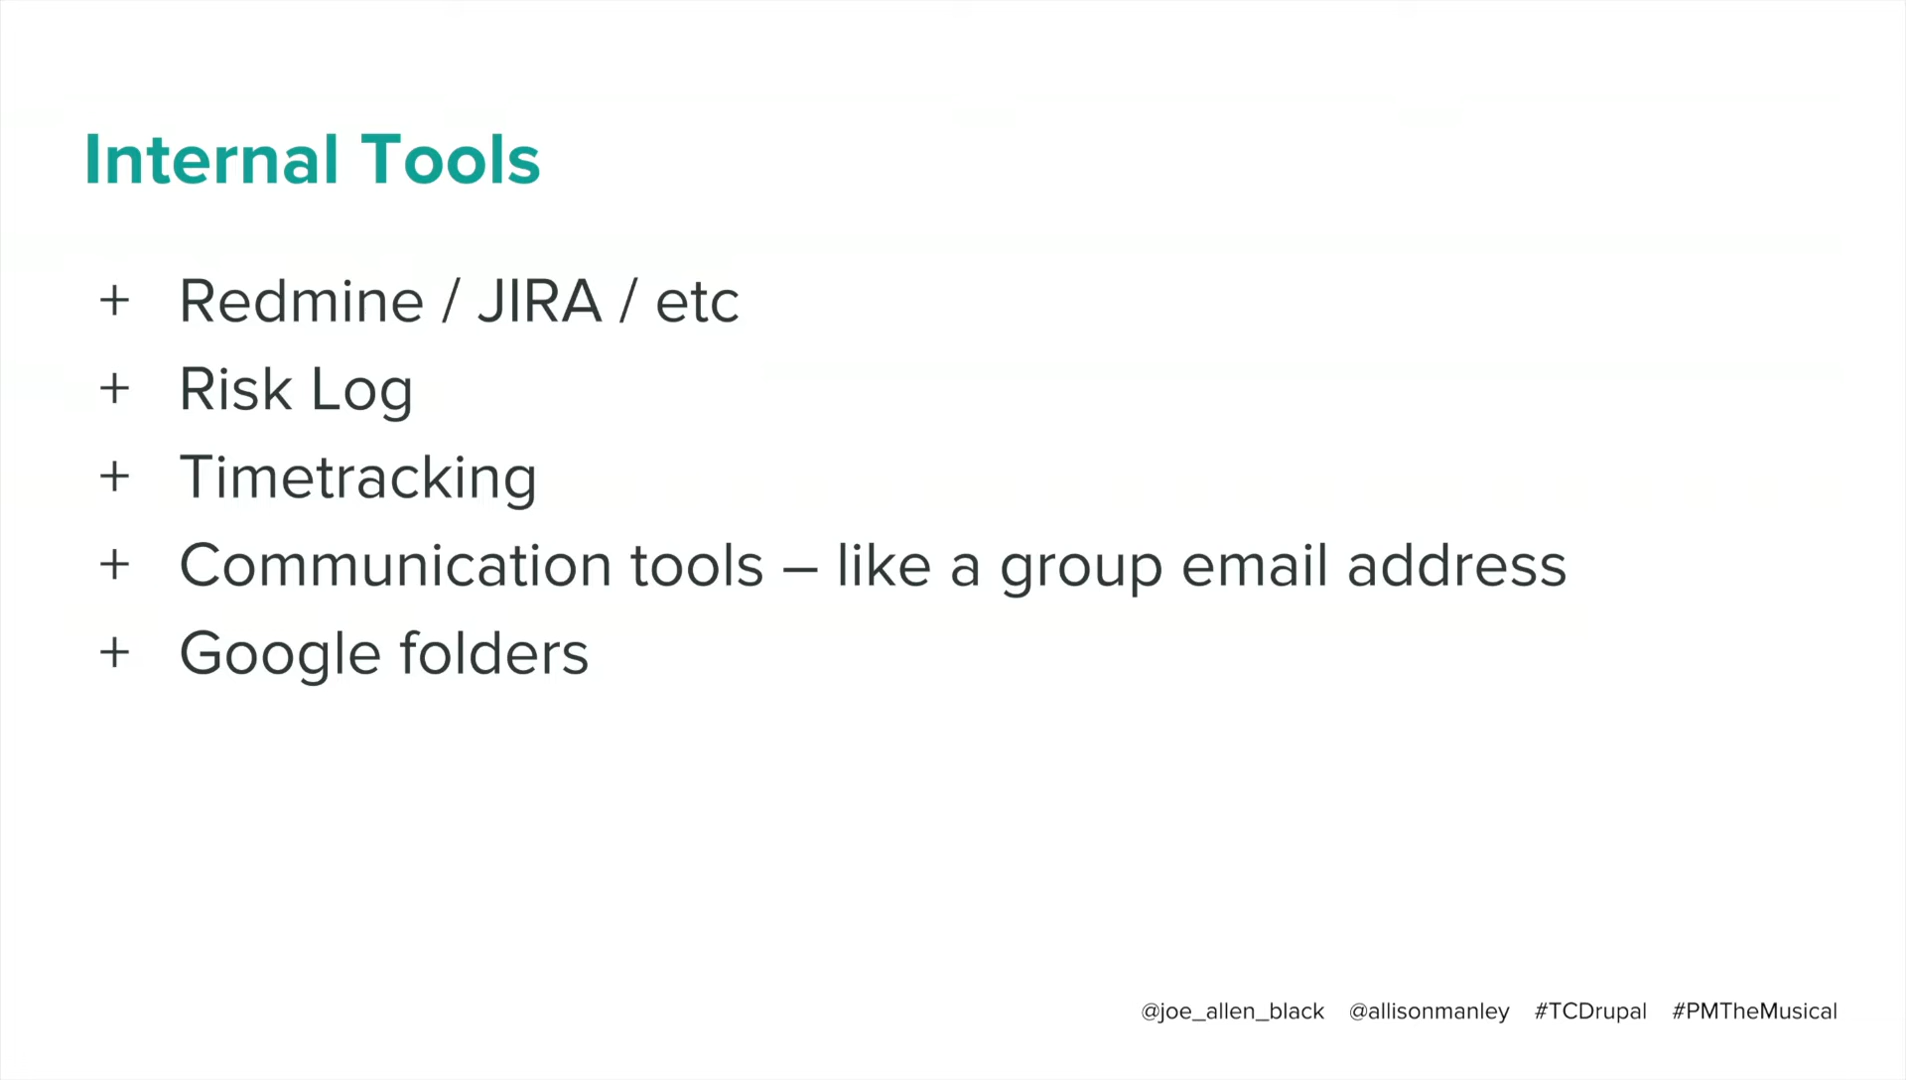 Internal Tools
+ Redmine / JIRA / etc
+ Risk Log
+ Timetracking
+ Communication tools – like a group email address
+ Google folders
@joe_allen_black @allisonmanley #TCDrupal #PMTheMusical